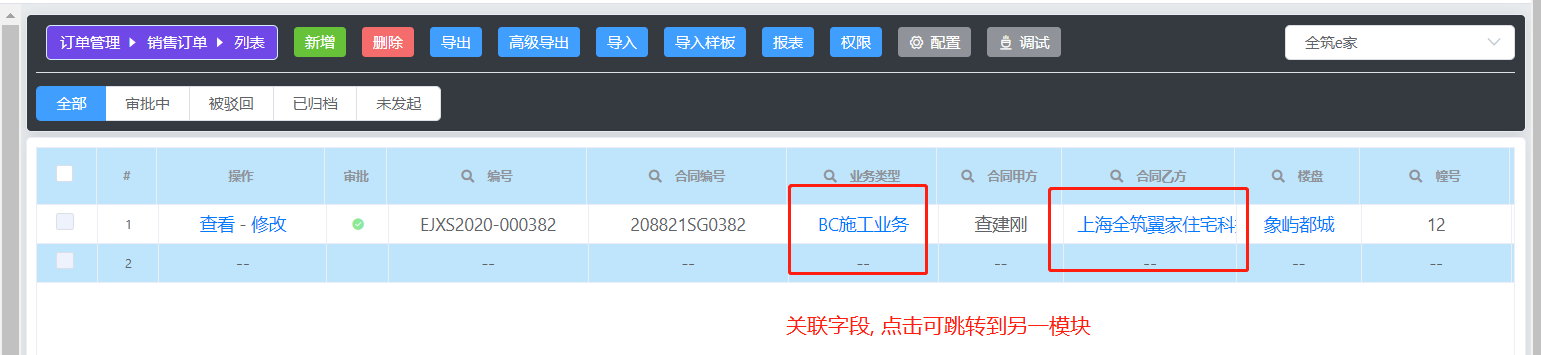 订单管理 销售订单 列表 新增 删除 导出 高级导出 导入 导入样板 报表 权限 配置 调试 全筑e家
全部 审批中 被驳回 已归档 未发起
# 操作 审批 编号 合同编号 业务类型 合同甲方 合同乙方 楼盘 幢号
1 查看 - 修改 EJXS2020-000382 208821SG0382 BC施工业务 查建刚 上海全筑翼家住宅科 象屿都城 12
2 -- -- -- -- -- -- -- --
关联字段, 点击可跳转到另一模块